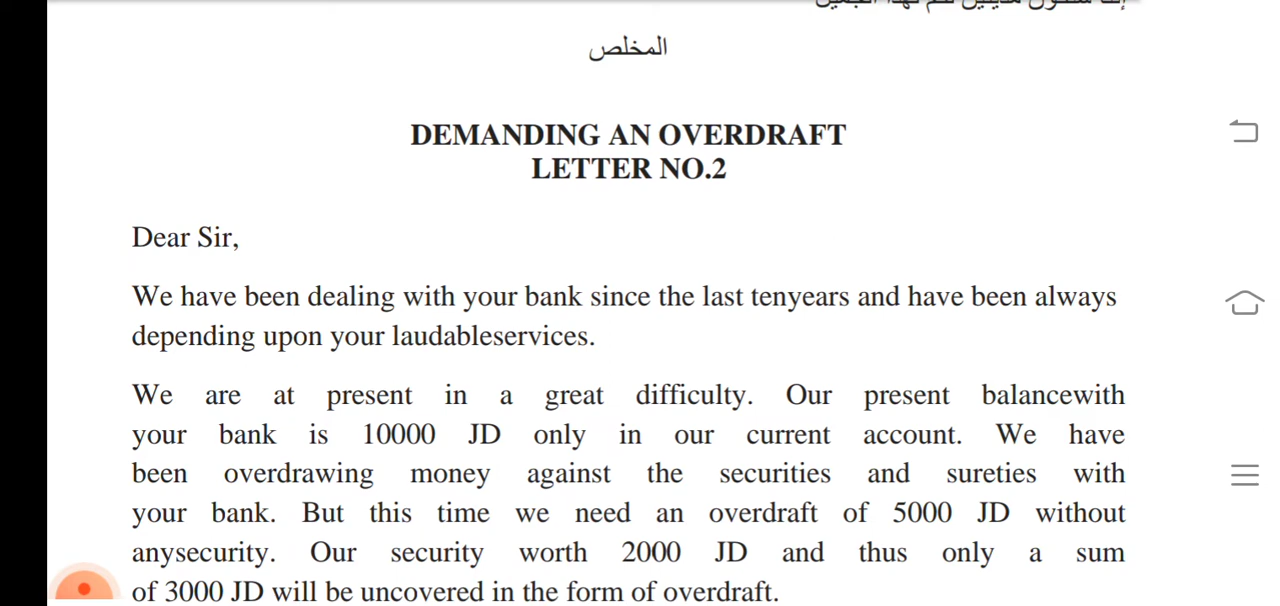 المخلص
DEMANDING AN OVERDRAFT
LETTER NO.2
Dear Sir,
We have been dealing with your bank since the last tenyears and have been always
depending upon your laudableservices.
We are at present in a great difficulty. Our present balancewith
your bank is 10000 JD only in our current account. We have
been overdrawing money against the securities and sureties with
your bank. But this time we need an overdraft of 5000 JD without
anysecurity. Our security worth 2000 JD and thus only a sum
of 3000 JD will be uncovered in the form of overdraft.